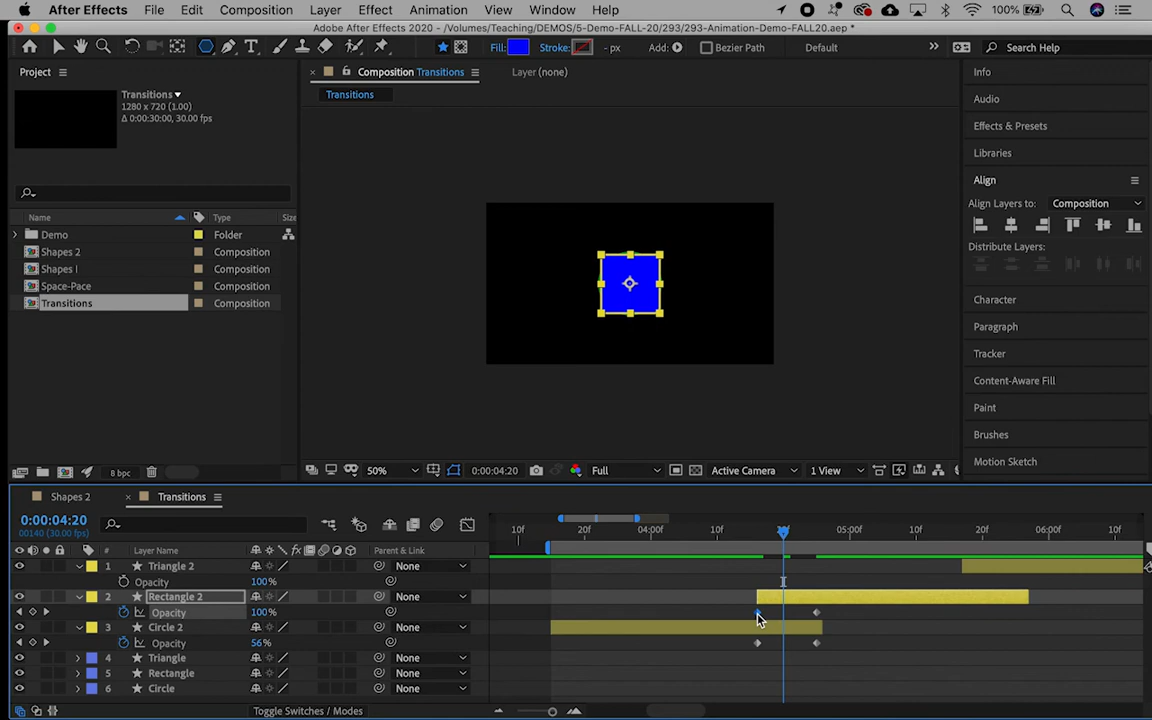 After Effects File Edit Composition Layer Effect Animation View Window Help 100%
Adobe After Effects 2020 - /Volumes/Teaching/DEMOS/5-Demo-FALL-20/293/293-Animation-Demo-FALL20.aep *
Fill: Stroke: - px Add: Bezier Path Default Search Help
Project
Composition Transitions
Layer (none)
Info
Transitions
Transitions
1280 x 720 (1.00)
Δ 0:00:30:00, 30.00 fps
Audio
Effects & Presets
Libraries
Align
Align Layers to: Composition
Name Type Size
Demo Folder
Distribute Layers:
Shapes 2 Composition
Shapes I Composition
Space-Pace Composition
Transitions Composition
Character
Paragraph
Tracker
Content-Aware Fill
Paint
Brushes
Motion Sketch
8 bpc
50% 0:00:04:20 Full Active Camera 1 View
Shapes 2
Transitions
0:00:04:20
00140 (30.00 fps)
10f 20f 04:00f 10f 05:00f 10f 20f 06:00f 10f
# Layer Name fx Parent & Link
1 Triangle 2 None
Opacity 100%
2 Rectangle 2 None
Opacity 100%
3 Circle 2 None
Opacity 56%
4 Triangle None
5 Rectangle None
6 Circle None
Toggle Switches / Modes